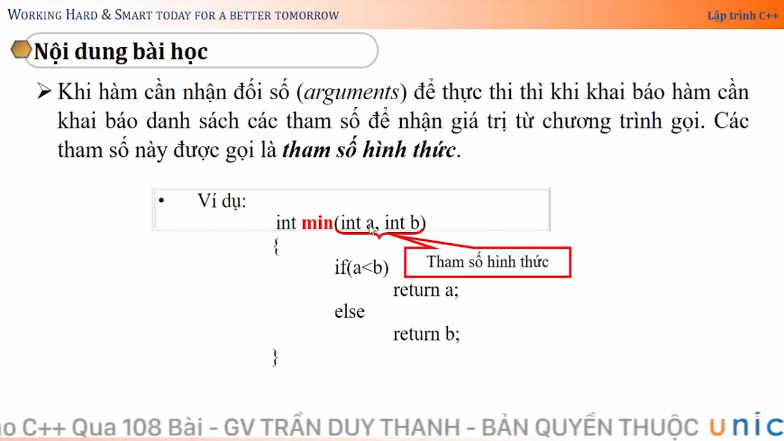 WORKING HARD & SMART TODAY FOR A BETTER TOMORROW
Lập trình C++
Nội dung bài học
➤ Khi hàm cần nhận đối số (arguments) để thực thi thì khi khai báo hàm cần
khai báo danh sách các tham số để nhận giá trị từ chương trình gọi. Các
tham số này được gọi là tham số hình thức.
• Ví dụ:
int min(int a, int b)
{
Tham số hình thức
if(a<b)
return a;
else
return b;
}
C++ Qua 108 Bài - GV TRẦN DUY THANH - BẢN QUYỀN THUỘC unic